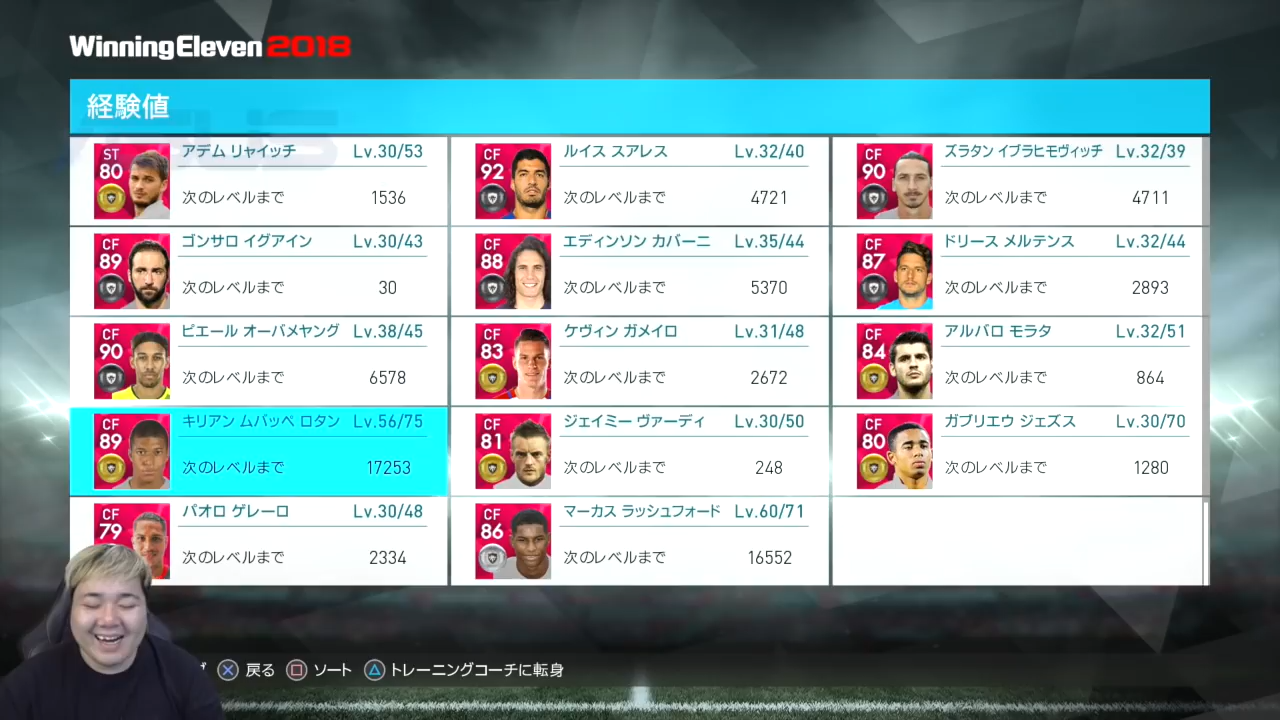 Winning Eleven 2018
経験値
ST アデム リャイッチ Lv.30/53
80 次のレベルまで 1536
CF ルイス スアレス Lv.32/40
92 次のレベルまで 4721
CF ズラタン イブラヒモヴィッチ Lv.32/39
90 次のレベルまで 4711
CF ゴンサロ イグアイン Lv.30/43
89 次のレベルまで 30
CF エディンソン カバーニ Lv.35/44
88 次のレベルまで 5370
CF ドリース メルテンス Lv.32/44
87 次のレベルまで 2893
CF ピエール オーバメヤング Lv.38/45
90 次のレベルまで 6578
CF ケヴィン ガメイロ Lv.31/48
83 次のレベルまで 2672
CF アルバロ モラタ Lv.32/51
84 次のレベルまで 864
CF キリアン ムバッペ ロタン Lv.56/75
89 次のレベルまで 17253
CF ジェイミー ヴァーディ Lv.30/50
81 次のレベルまで 248
CF ガブリエウ ジェズス Lv.30/70
80 次のレベルまで 1280
CF パオロ ゲレーロ Lv.30/48
79 次のレベルまで 2334
CF マーカス ラッシュフォード Lv.60/71
86 次のレベルまで 16552
戻る ソート トレーニングコーチに転身